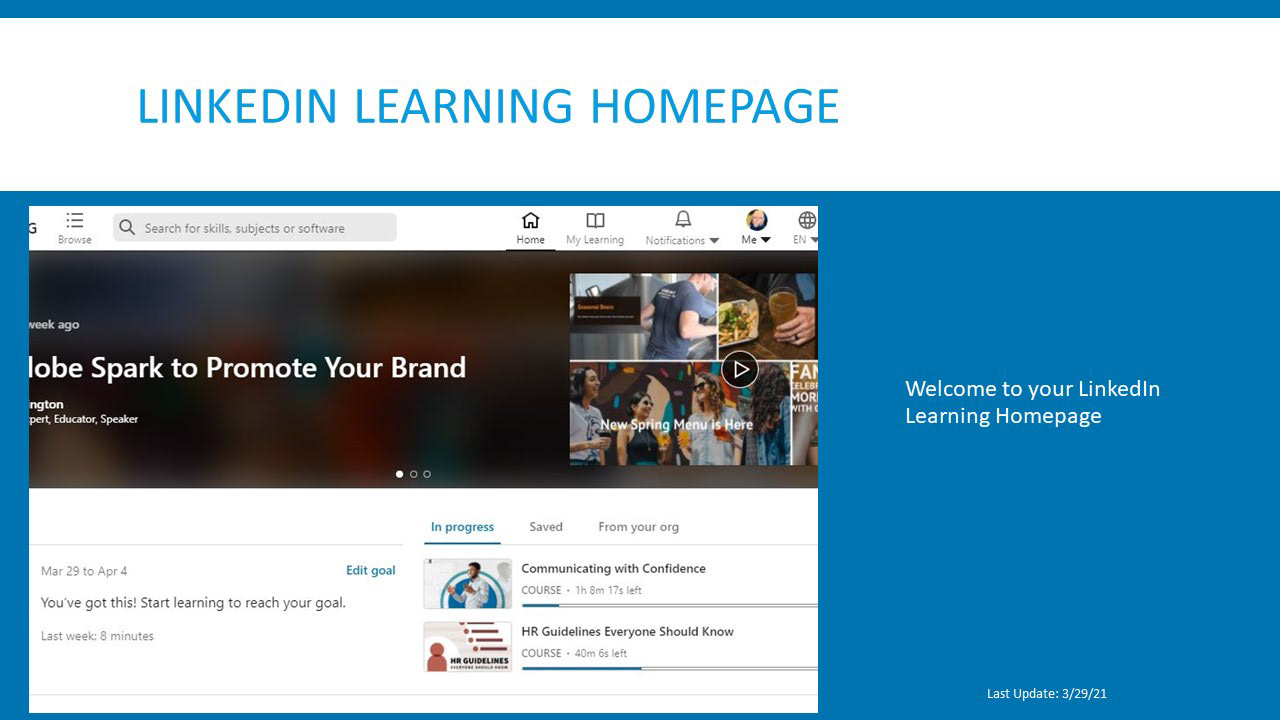 LINKEDIN LEARNING HOMEPAGE
G
Browse
Search for skills, subjects or software
Home
My Learning
Notifications
Me
EN
week ago
lobe Spark to Promote Your Brand
ngton
pert, Educator, Speaker
Seasonal Beers
New Spring Menu is Here
FAN
CELEBR
MORE
WITH O
In progress
Saved
From your org
Mar 29 to Apr 4
Edit goal
You've got this! Start learning to reach your goal.
Last week: 8 minutes
Communicating with Confidence
COURSE • 1h 8m 17s left
HR GUIDELINES
EVERYONE SHOULD KNOW
HR Guidelines Everyone Should Know
COURSE • 40m 6s left
Welcome to your LinkedIn
Learning Homepage
Last Update: 3/29/21